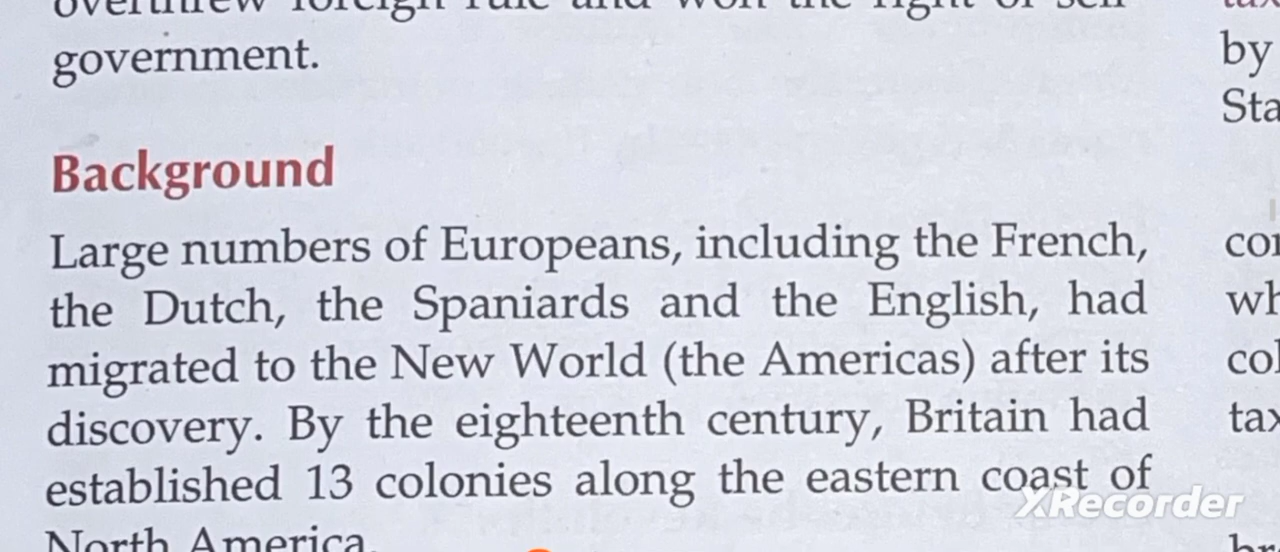 overthrew foreign rule and won the right of self
government.
Background
Large numbers of Europeans, including the French,
the Dutch, the Spaniards and the English, had
migrated to the New World (the Americas) after its
discovery. By the eighteenth century, Britain had
established 13 colonies along the eastern coast of
North America.
by
XRecorder